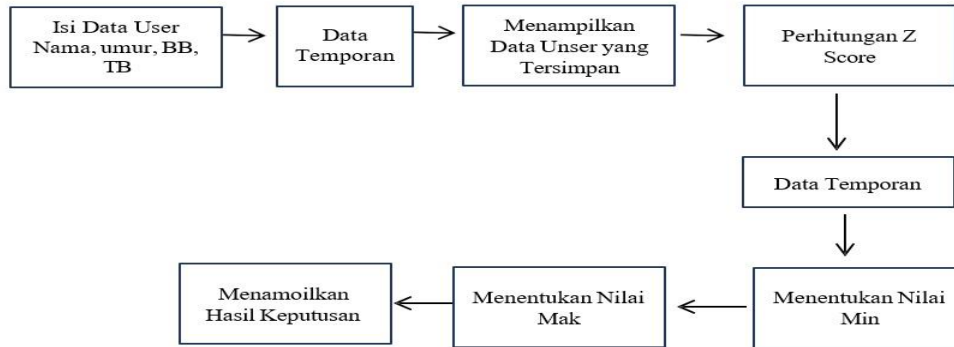 Isi Data User
Nama, umur, BB,
TB
Data
Temporan
Menampilkan
Data Unser yang
Tersimpan
Perhitungan Z
Score
Data Temporan
Menentukan Nilai
Min
Menentukan Nilai
Mak
Menamoilkan
Hasil Keputusan